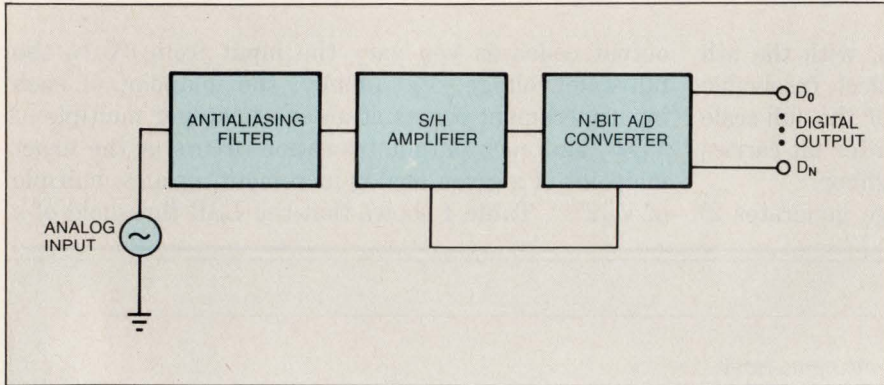 ANTIALIASING
FILTER
S/H
AMPLIFIER
N-BIT A/D
CONVERTER
D0
DIGITAL
OUTPUT
DN
ANALOG
INPUT